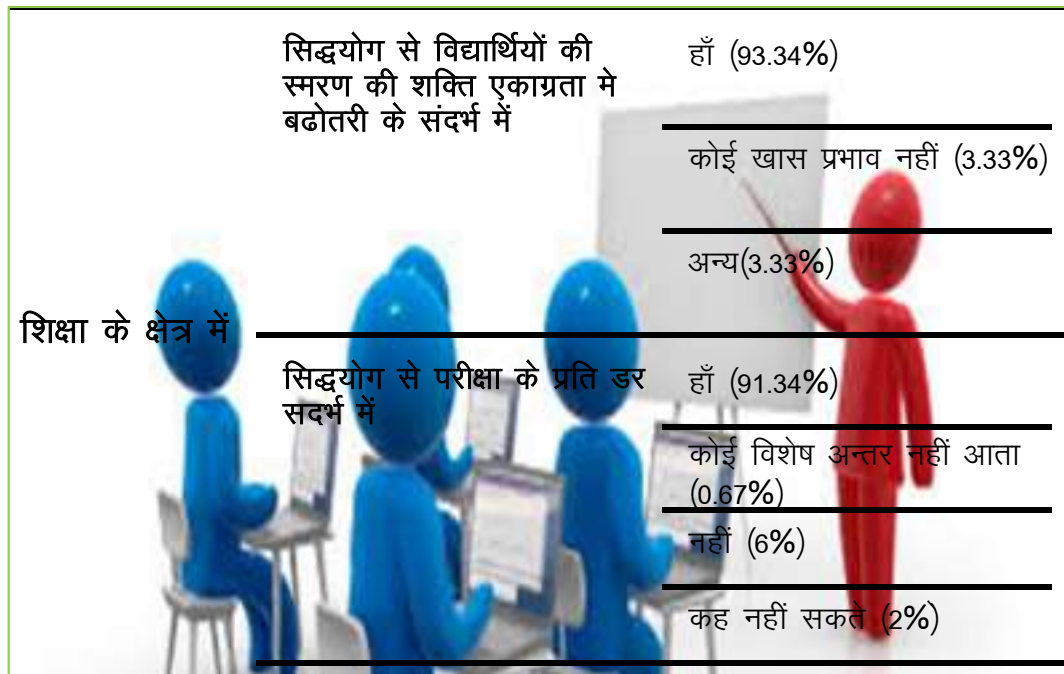 सिद्धयोग से विद्यार्थियों की
स्मरण की शक्ति एकाग्रता मे
बढोतरी के संदर्भ में
हाँ (93.34%)
कोई खास प्रभाव नहीं (3.33%)
अन्य(3.33%)
शिक्षा के क्षेत्र में
सिद्धयोग से परीक्षा के प्रति डर
सदर्भ में
हाँ (91.34%)
कोई विशेष अन्तर नहीं आता
(0.67%)
नहीं (6%)
कह नहीं सकते (2%)